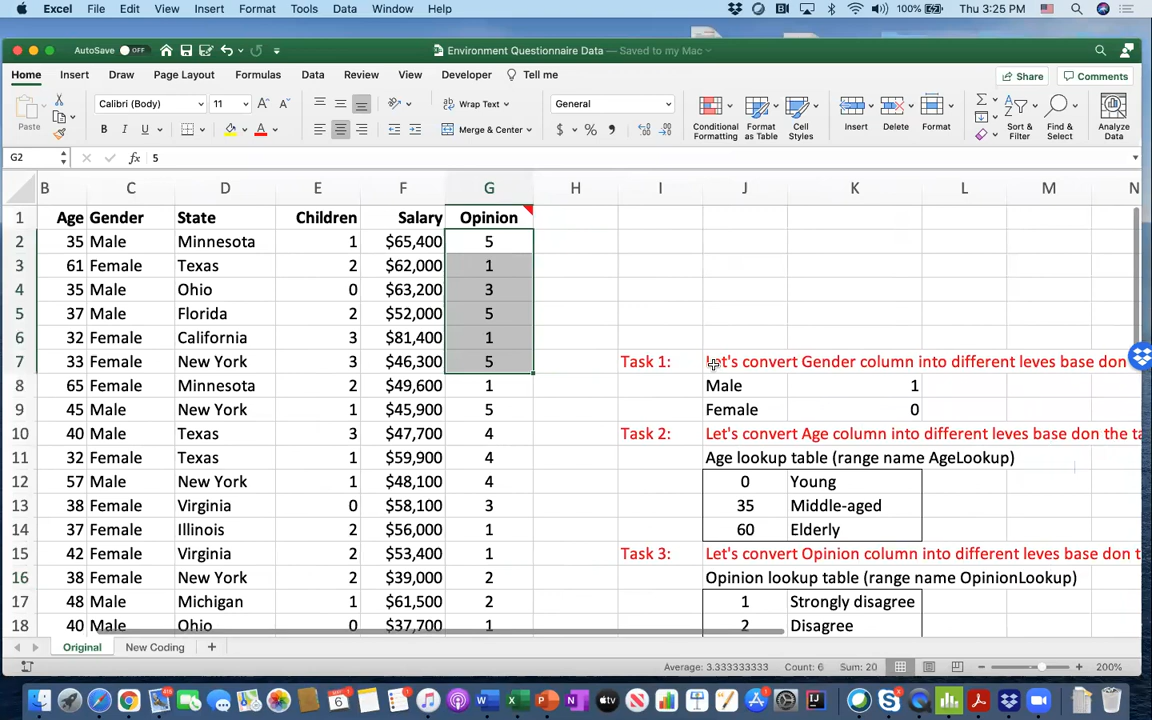 Excel File Edit View Insert Format Tools Data Window Help 100% Thu 3:25 PM
AutoSave OFF Environment Questionnaire Data — Saved to my Mac
Home Insert Draw Page Layout Formulas Data Review View Developer Tell me Share Comments
Paste Calibri (Body) 11 A A Wrap Text General Conditional Formatting Format as Table Cell Styles Insert Delete Format Sort & Filter Find & Select Analyze Data
B I U A Merge & Center $ % ,
G2 fx 5
B C D E F G H I J K L M N
1 Age Gender State Children Salary Opinion
2 35 Male Minnesota 1 $65,400 5
3 61 Female Texas 2 $62,000 1
4 35 Male Ohio 0 $63,200 3
5 37 Male Florida 2 $52,000 5
6 32 Female California 3 $81,400 1
7 33 Female New York 3 $46,300 5 Task 1: Let's convert Gender column into different leves base don
8 65 Female Minnesota 2 $49,600 1 Male 1
9 45 Male New York 1 $45,900 5 Female 0
10 40 Male Texas 3 $47,700 4 Task 2: Let's convert Age column into different leves base don the ta
11 32 Female Texas 1 $59,900 4 Age lookup table (range name AgeLookup)
12 57 Male New York 1 $48,100 4 0 Young
13 38 Female Virginia 0 $58,100 3 35 Middle-aged
14 37 Female Illinois 2 $56,000 1 60 Elderly
15 42 Female Virginia 2 $53,400 1 Task 3: Let's convert Opinion column into different leves base don t
16 38 Female New York 2 $39,000 2 Opinion lookup table (range name OpinionLookup)
17 48 Male Michigan 1 $61,500 2 1 Strongly disagree
18 40 Male Ohio 0 $37,700 1 2 Disagree
Original New Coding +
Average: 3.333333333 Count: 6 Sum: 20 200%